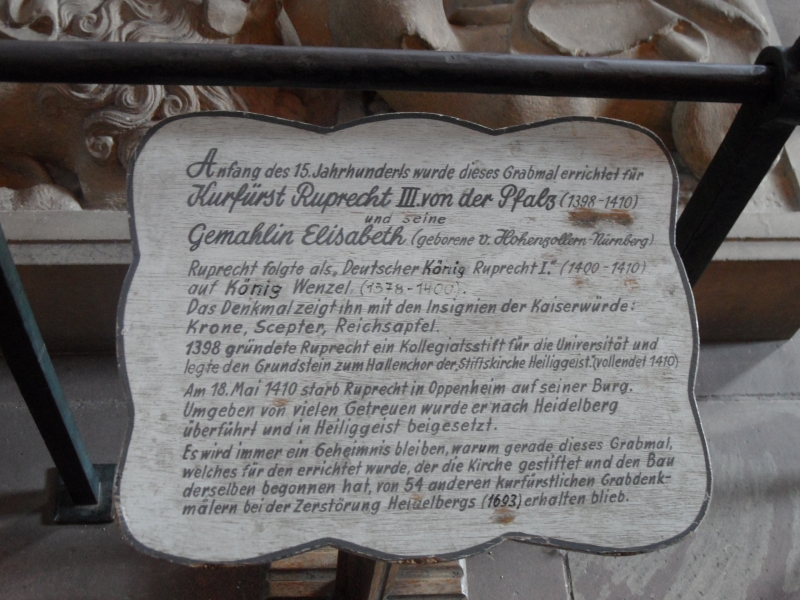 Anfang des 15. Jahrhunderts wurde dieses Grabmal errichtet für
Kurfürst Ruprecht III. von der Pfalz (1398-1410)
und seine
Gemahlin Elisabeth (geborene v. Hohenzollern-Nürnberg)
Ruprecht folgte als „Deutscher König Ruprecht I." (1400-1410)
auf König Wenzel. (1378-1400).
Das Denkmal zeigt ihn mit den Insignien der Kaiserwürde:
Krone, Scepter, Reichsapfel.
1398 gründete Ruprecht ein Kollegiatsstift für die Universität und
legte den Grundstein zum Hallenchor der „Stiftskirche Heiliggeist." (vollendet 1410)
Am 18. Mai 1410 starb Ruprecht in Oppenheim auf seiner Burg.
Umgeben von vielen Getreuen wurde er nach Heidelberg
überführt und in Heiliggeist beigesetzt.
Es wird immer ein Geheimnis bleiben, warum gerade dieses Grabmal,
welches für den errichtet wurde, der die Kirche gestiftet und den Bau
derselben begonnen hat, von 54 anderen kurfürstlichen Grabdenk-
mälern bei der Zerstörung Heidelbergs (1693) erhalten blieb.